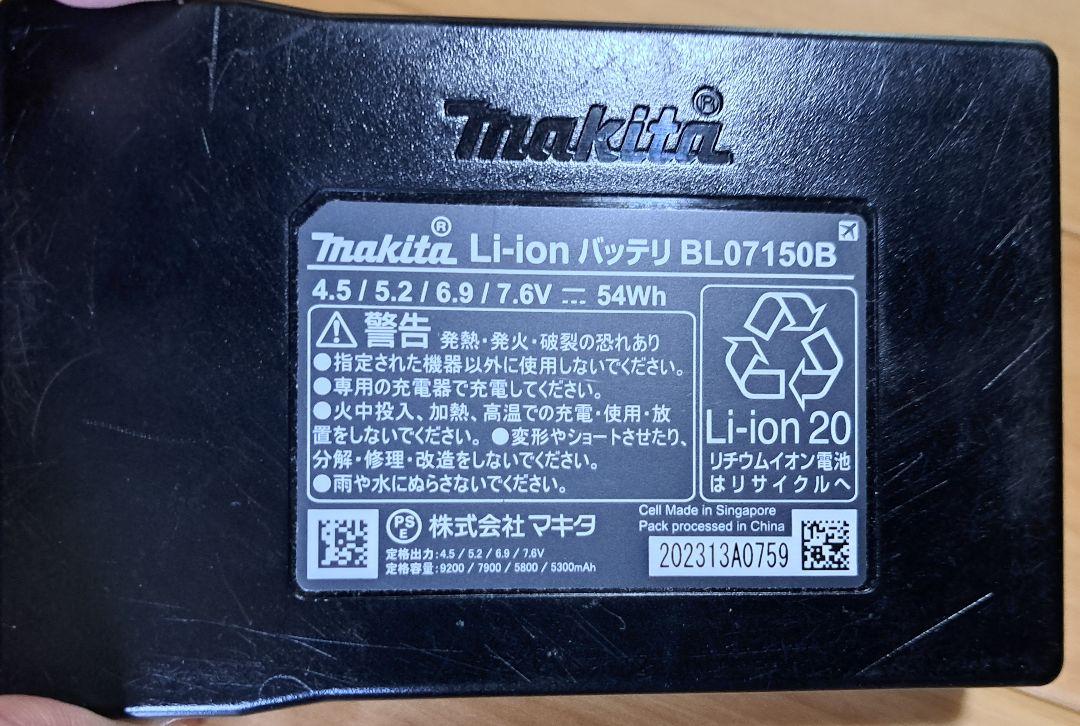 makita®
makita® Li-ion バッテリ BL07150B
4.5 / 5.2 / 6.9 / 7.6V ⎓ 54Wh
警告 発熱・発火・破裂の恐れあり
●指定された機器以外に使用しないでください。
●専用の充電器で充電してください。
●火中投入、加熱、高温での充電・使用・放
置をしないでください。●変形やショートさせたり、
分解・修理・改造をしないでください。
●雨や水にぬらさないでください。
Li-ion 20
リチウムイオン電池
はリサイクルへ
PSE 株式会社 マキタ
定格出力:4.5 / 5.2 / 6.9 / 7.6V
定格容量:9200 / 7900 / 5800 / 5300mAh
Cell Made in Singapore
Pack processed in China
202313A0759